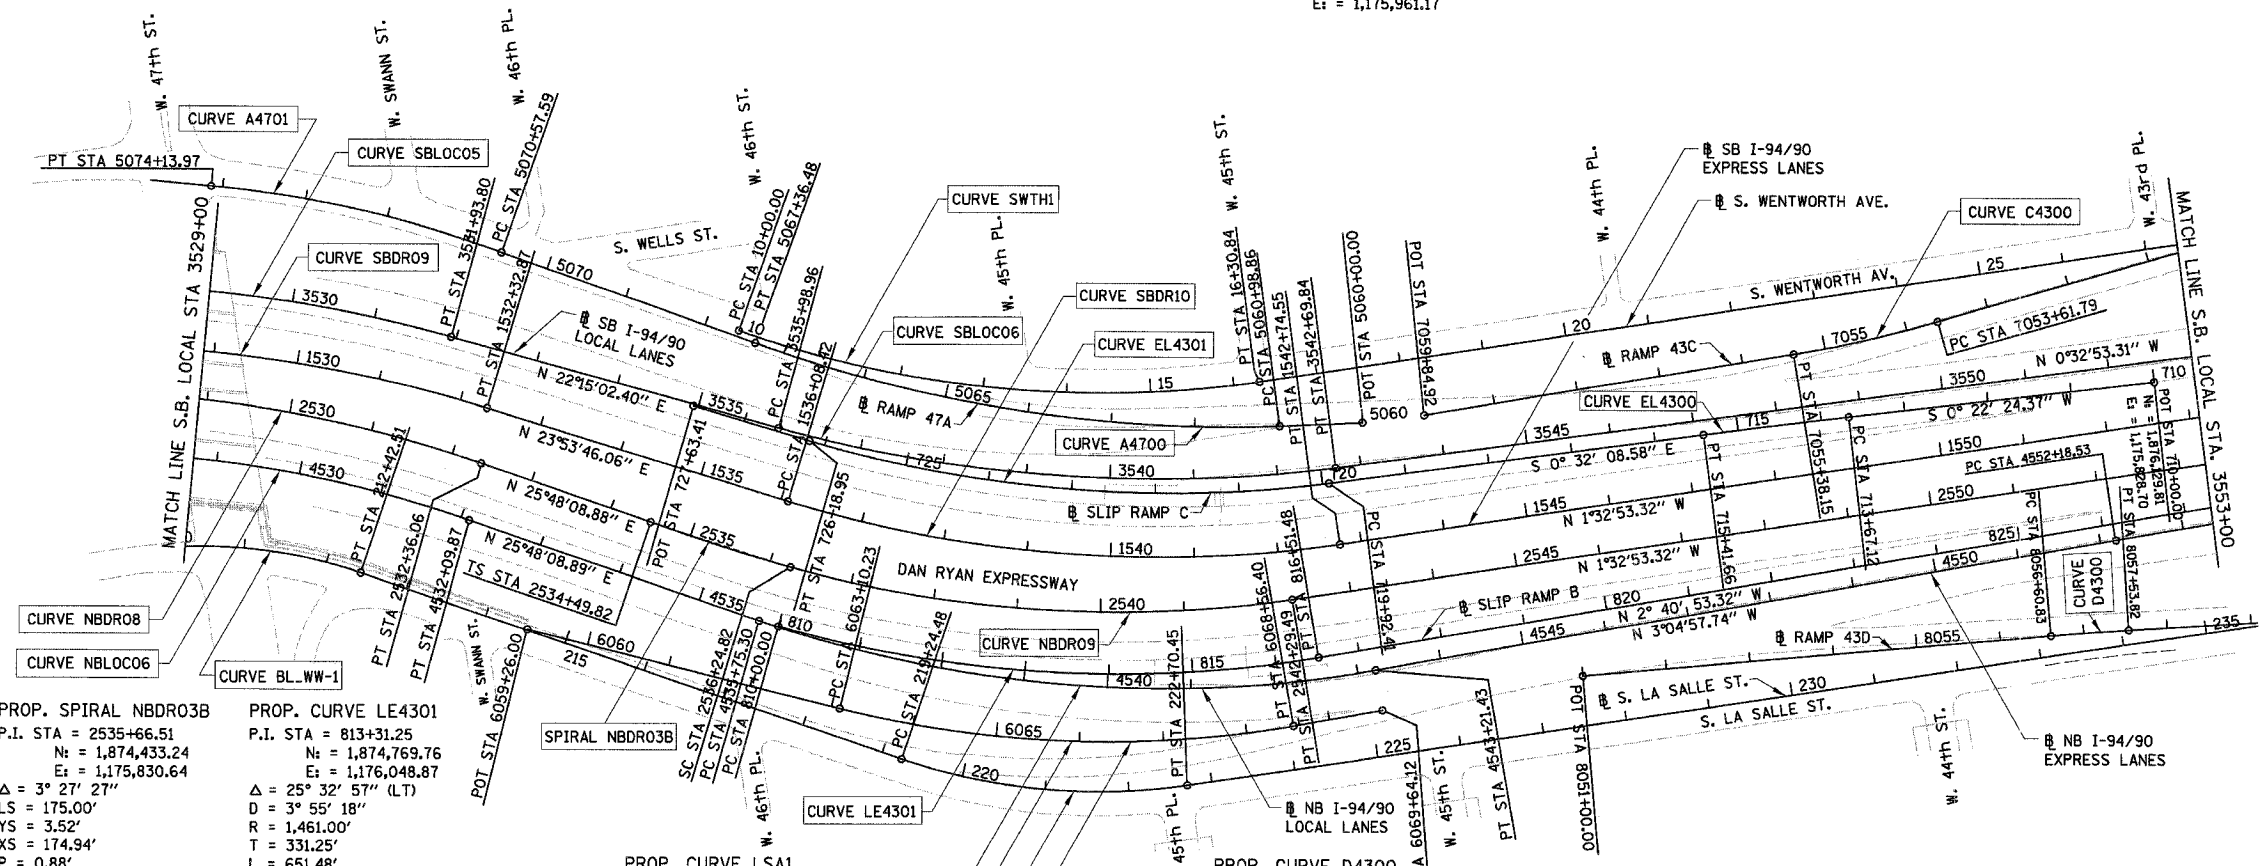 E: = 1,175,961.17
W. 47th ST.
W. SWANN ST.
W. 46th PL.
W. 46th ST.
W. 45th PL.
W. 45th ST.
W. 44th PL.
W. 43rd PL.
CURVE A4701
CURVE SBLOC05
PT STA 5074+13.97
PT STA 3531+93.80
PC STA 5070+57.59
PC STA 10+00.00
PT STA 5067+36.48
CURVE SWTH1
SB I-94/90
EXPRESS LANES
S. WENTWORTH AVE.
CURVE C4300
MATCH LINE S.B. LOCAL STA 3529+00
CURVE SBDR09
S. WELLS ST.
5070
3530
PT STA 1532+32.87
SB I-94/90
LOCAL LANES
10
PC STA 3535+98.96
CURVE SBDR10
CURVE SBLOC06
CURVE EL4301
PT STA 16+30.84
PC STA 5060+98.86
PT STA 1542+74.55
PT STA 3542+69.84
POT STA 5060+00.00
POT STA 7059+84.92
S. WENTWORTH AV.
25
20
15
7055
PC STA 7053+61.79
MATCH LINE S.B. LOCAL STA. 3553+00
1530
N 22°15'02.40" E
3535
PC STA 1536+08.42
RAMP 47A
5065
CURVE A4700
5060
RAMP 43C
CURVE EL4300
715
3550
N 0°32'53.31" W
710
S 0° 22' 24.37" W
POT STA 710+00.00
N: = 1,876,129.81
E: = 1,175,828.70
2530
N 23°53'46.06" E
POT STA 727+63.41
1535
725
3540
20
3545
S 0° 32' 08.58" E
PT STA 7055+38.15
PC STA 713+67.12
1550
PC STA 4552+18.53
4530
PT STA 212+42.51
N 25°48'08.88" E
PT STA 726+18.95
SLIP RAMP C
1545
N 1°32'53.32" W
PT STA 715+41.66
2550
0
PT STA 2532+36.06
PT STA 4532+09.87
N 25°48'08.89" E
TS STA 2534+49.82
2535
1540
DAN RYAN EXPRESSWAY
PC STA 719+92.41
2545
N 1°32'53.32" W
825
4550
PC STA 8056+60.83
PT STA 8057+53.82
CURVE
D4300
CURVE NBDR08
CURVE NBLOC06
CURVE BL_WW-1
W. SWANN ST.
POT STA 6059+26.00
6060
215
4535
810
PC STA 6063+10.23
PC STA 219+24.48
2540
CURVE NBDR09
PT STA 6068+56.40
PT STA 2542+29.49
PT STA 816+51.48
SLIP RAMP B
820
N 2° 40' 53.32" W
4545
N 3°04'57.74" W
RAMP 43D
8055
235
SPIRAL NBDR03B
SC STA 2536+24.82
PC STA 4535+75.30
PC STA 810+00.00
W. 46th PL.
6065
220
PT STA 222+70.45
815
4540
225
POT STA 8051+00.00
S. LA SALLE ST.
230
S. LA SALLE ST.
W. 44th ST.
NB I-94/90
EXPRESS LANES
CURVE LE4301
45th PL.
NB I-94/90
LOCAL LANES
A 6069+64.12
W. 45th ST.
PT STA 4543+21.43
PROP. SPIRAL NBDR03B
P.I. STA = 2535+66.51
N: = 1,874,433.24
E: = 1,175,830.64
Δ = 3° 27' 27"
LS = 175.00'
YS = 3.52'
XS = 174.94'
P = 0.88'
PROP. CURVE LE4301
P.I. STA = 813+31.25
N: = 1,874,769.76
E: = 1,176,048.87
Δ = 25° 32' 57" (LT)
D = 3° 55' 18"
R = 1,461.00'
T = 331.25'
L = 651.48'
PROP. CURVE LSA1
PROP. CURVE D4300